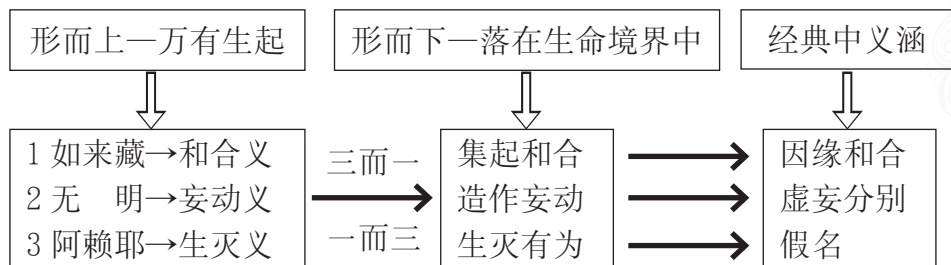 形而上—万有生起
形而下—落在生命境界中
经典中义涵
1 如来藏→和合义
2 无　明→妄动义
3 阿赖耶→生灭义
三而一
一而三
集起和合
造作妄动
生灭有为
因缘和合
虚妄分别
假名